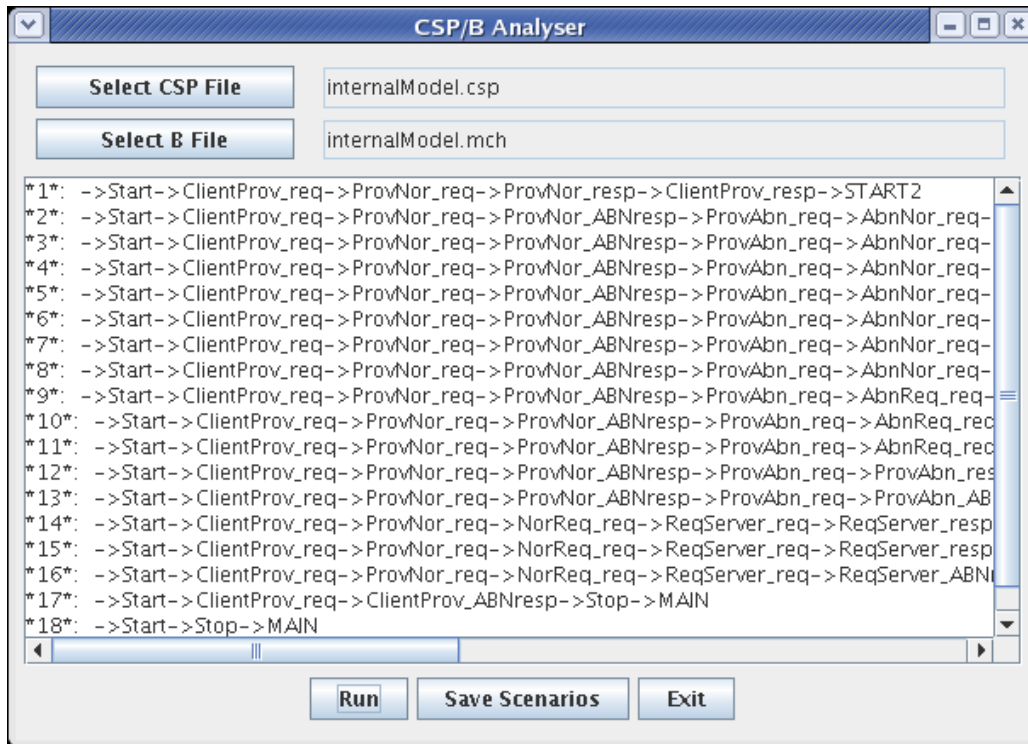 CSP/B Analyser
Select CSP File internalModel.csp
Select B File internalModel.mch
*1*: ->Start->ClientProv_req->ProvNor_req->ProvNor_resp->ClientProv_resp->START2
*2*: ->Start->ClientProv_req->ProvNor_req->ProvNor_ABNresp->ProvAbn_req->AbnNor_req-
*3*: ->Start->ClientProv_req->ProvNor_req->ProvNor_ABNresp->ProvAbn_req->AbnNor_req-
*4*: ->Start->ClientProv_req->ProvNor_req->ProvNor_ABNresp->ProvAbn_req->AbnNor_req-
*5*: ->Start->ClientProv_req->ProvNor_req->ProvNor_ABNresp->ProvAbn_req->AbnNor_req-
*6*: ->Start->ClientProv_req->ProvNor_req->ProvNor_ABNresp->ProvAbn_req->AbnNor_req-
*7*: ->Start->ClientProv_req->ProvNor_req->ProvNor_ABNresp->ProvAbn_req->AbnNor_req-
*8*: ->Start->ClientProv_req->ProvNor_req->ProvNor_ABNresp->ProvAbn_req->AbnNor_req-
*9*: ->Start->ClientProv_req->ProvNor_req->ProvNor_ABNresp->ProvAbn_req->AbnReq_req-
*10*: ->Start->ClientProv_req->ProvNor_req->ProvNor_ABNresp->ProvAbn_req->AbnReq_req
*11*: ->Start->ClientProv_req->ProvNor_req->ProvNor_ABNresp->ProvAbn_req->AbnReq_req
*12*: ->Start->ClientProv_req->ProvNor_req->ProvNor_ABNresp->ProvAbn_req->ProvAbn_res
*13*: ->Start->ClientProv_req->ProvNor_req->ProvNor_ABNresp->ProvAbn_req->ProvAbn_AB
*14*: ->Start->ClientProv_req->ProvNor_req->NorReq_req->ReqServer_req->ReqServer_resp
*15*: ->Start->ClientProv_req->ProvNor_req->NorReq_req->ReqServer_req->ReqServer_resp
*16*: ->Start->ClientProv_req->ProvNor_req->NorReq_req->ReqServer_req->ReqServer_ABN
*17*: ->Start->ClientProv_req->ClientProv_ABNresp->Stop->MAIN
*18*: ->Start->Stop->MAIN
Run Save Scenarios Exit